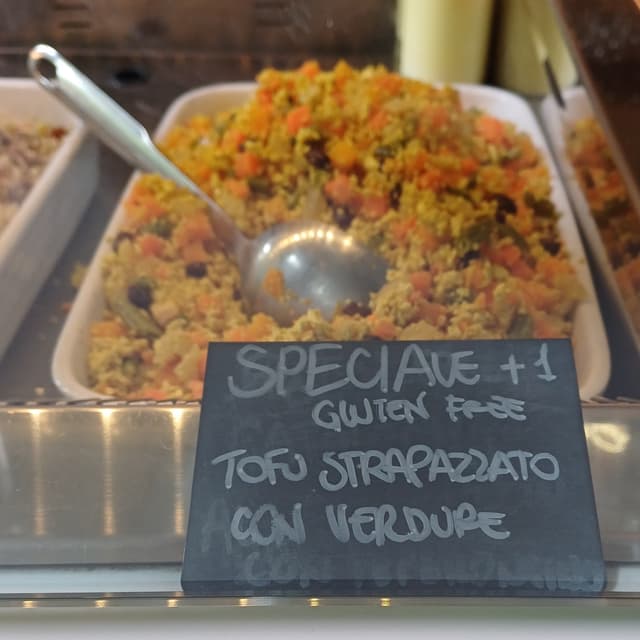 SPECIALE +1
GLUTEN FREE
TOFU STRAPAZZATO
CON VERDURE